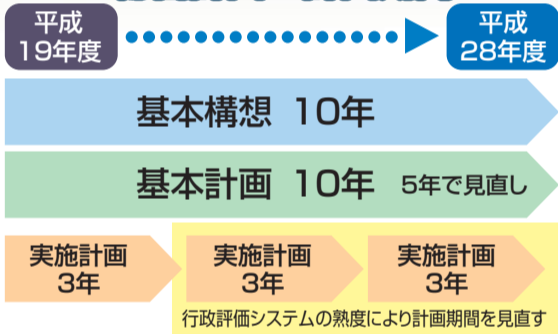 平成
19年度
平成
28年度
基本構想 10年
基本計画 10年 5年で見直し
実施計画
3年
実施計画
3年
実施計画
3年
行政評価システムの熟度により計画期間を見直す